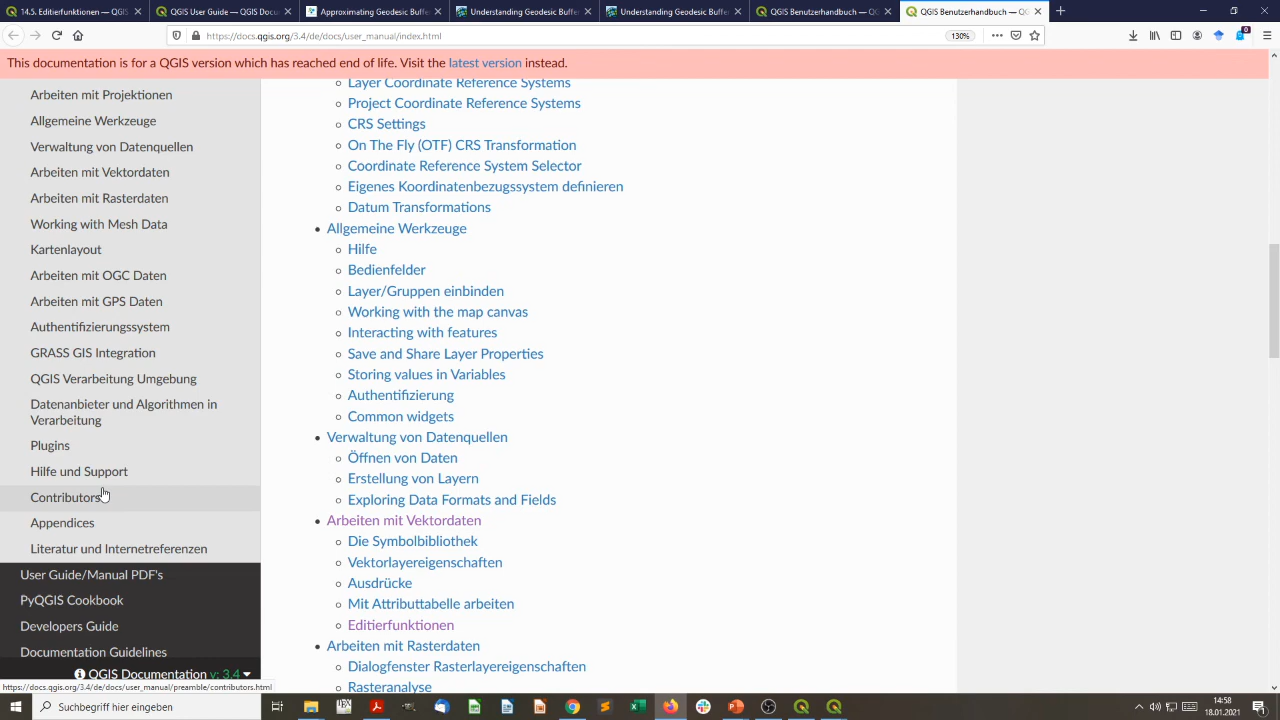 14.5. Editierfunktionen — QGIS
QGIS User Guide — QGIS Docu
Approximating Geodesic Buffe
Understanding Geodesic Buffer
Understanding Geodesic Buffer
QGIS Benutzerhandbuch — QG
QGIS Benutzerhandbuch — QG
https://docs.qgis.org/3.4/de/docs/user_manual/index.html
130%
This documentation is for a QGIS version which has reached end of life. Visit the latest version instead.
Arbeiten mit Projektionen
Allgemeine Werkzeuge
Verwaltung von Datenquellen
Arbeiten mit Vektordaten
Arbeiten mit Rasterdaten
Working with Mesh Data
Kartenlayout
Arbeiten mit OGC Daten
Arbeiten mit GPS Daten
Authentifizierungssystem
GRASS GIS Integration
QGIS Verarbeitung Umgebung
Datenanbieter und Algorithmen in
Verarbeitung
Plugins
Hilfe und Support
Contributors
Appendices
Literatur und Internetreferenzen
User Guide/Manual PDF's
PyQGIS Cookbook
Developers Guide
Documentation Guidelines
QGIS Documentation v: 3.4
https://docs.qgis.org/3.4/de/docs/user_manual/preamble/contributors.html
Layer Coordinate Reference Systems
Project Coordinate Reference Systems
CRS Settings
On The Fly (OTF) CRS Transformation
Coordinate Reference System Selector
Eigenes Koordinatenbezugssystem definieren
Datum Transformations
Allgemeine Werkzeuge
Hilfe
Bedienfelder
Layer/Gruppen einbinden
Working with the map canvas
Interacting with features
Save and Share Layer Properties
Storing values in Variables
Authentifizierung
Common widgets
Verwaltung von Datenquellen
Öffnen von Daten
Erstellung von Layern
Exploring Data Formats and Fields
Arbeiten mit Vektordaten
Die Symbolbibliothek
Vektorlayereigenschaften
Ausdrücke
Mit Attributtabelle arbeiten
Editierfunktionen
Arbeiten mit Rasterdaten
Dialogfenster Rasterlayereigenschaften
Rasteranalyse
Suchbegriff hier eingeben
14:58
18.01.2021